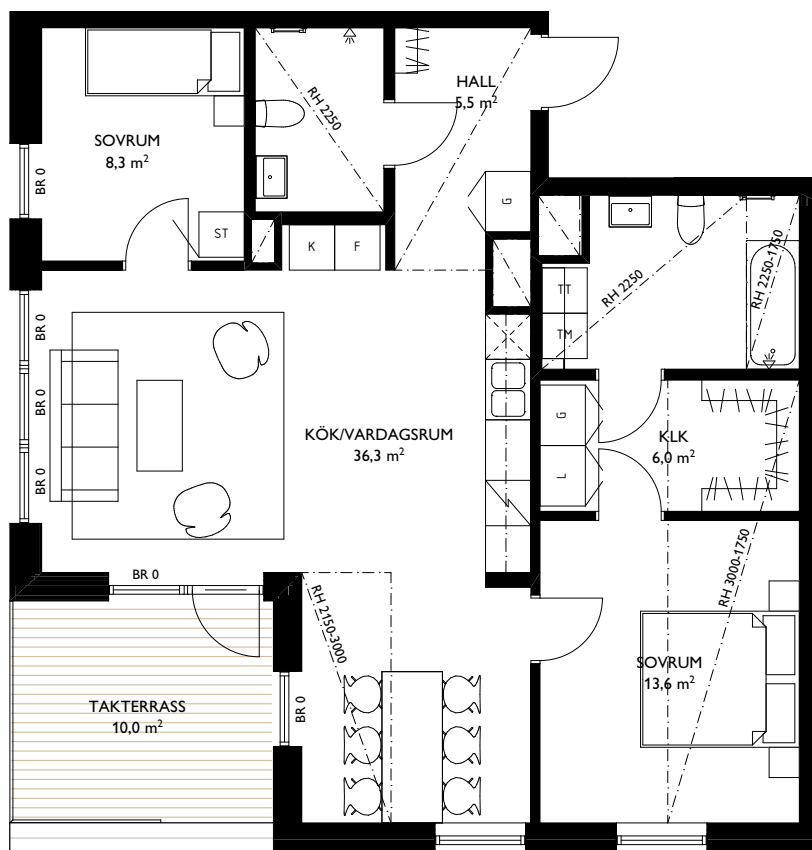 HALL
5,5 m²
RH 2250
SOVRUM
8,3 m²
BR 0
G
ST
K
F
RH 2250
RH 2250-1750
TT
TM
BR 0
BR 0
BR 0
KÖK/VARDAGSRUM
36,3 m²
G
L
KLK
6,0 m²
BR 0
RH 2150-3000
RH 3000-1750
SOVRUM
13,6 m²
TAKTERRASS
10,0 m²
BR 0